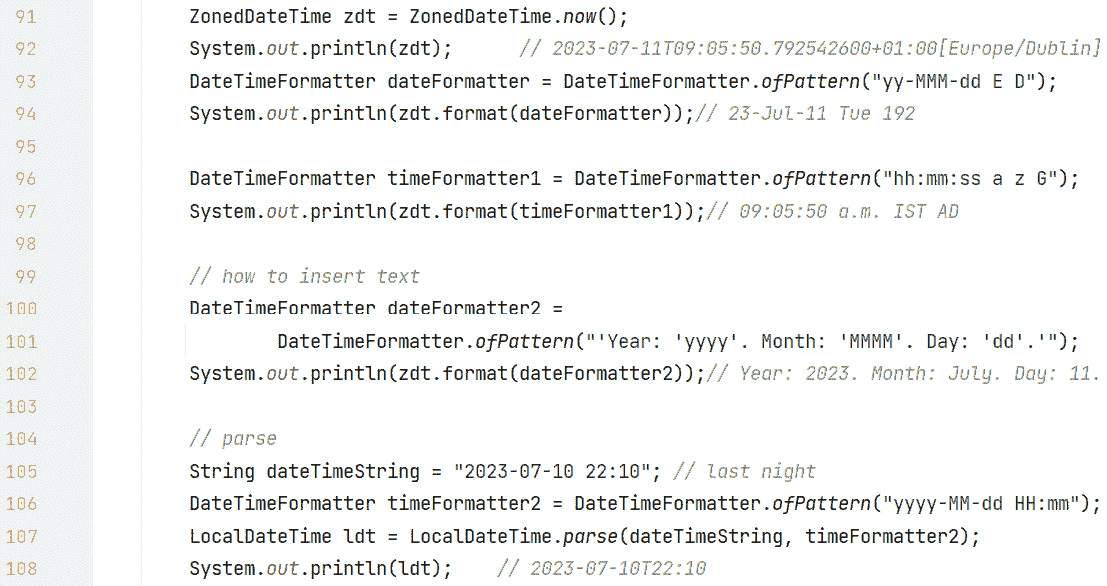 91 ZonedDateTime zdt = ZonedDateTime.now();
92 System.out.println(zdt); // 2023-07-11T09:05:50.792542600+01:00[Europe/Dublin]
93 DateTimeFormatter dateFormatter = DateTimeFormatter.ofPattern("yy-MMM-dd E D");
94 System.out.println(zdt.format(dateFormatter));// 23-Jul-11 Tue 192
95
96 DateTimeFormatter timeFormatter1 = DateTimeFormatter.ofPattern("hh:mm:ss a z G");
97 System.out.println(zdt.format(timeFormatter1));// 09:05:50 a.m. IST AD
98
99 // how to insert text
100 DateTimeFormatter dateFormatter2 =
101 DateTimeFormatter.ofPattern("'Year: 'yyyy'. Month: 'MMMM'. Day: 'dd'.'");
102 System.out.println(zdt.format(dateFormatter2));// Year: 2023. Month: July. Day: 11.
103
104 // parse
105 String dateTimeString = "2023-07-10 22:10"; // last night
106 DateTimeFormatter timeFormatter2 = DateTimeFormatter.ofPattern("yyyy-MM-dd HH:mm");
107 LocalDateTime ldt = LocalDateTime.parse(dateTimeString, timeFormatter2);
108 System.out.println(ldt); // 2023-07-10T22:10